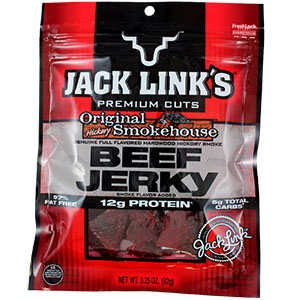 FreshLock
JACK LINK'S
PREMIUM CUTS
Original
Hickory
Smokehouse
GENUINE FULL FLAVORED HARDWOOD HICKORY SMOKE
BEEF
JERKY
SMOKE FLAVOR ADDED
97%
FAT FREE
12g PROTEIN
5g TOTAL
CARBS
Jack Link's
NET WT. 3.25 OZ. (92g)